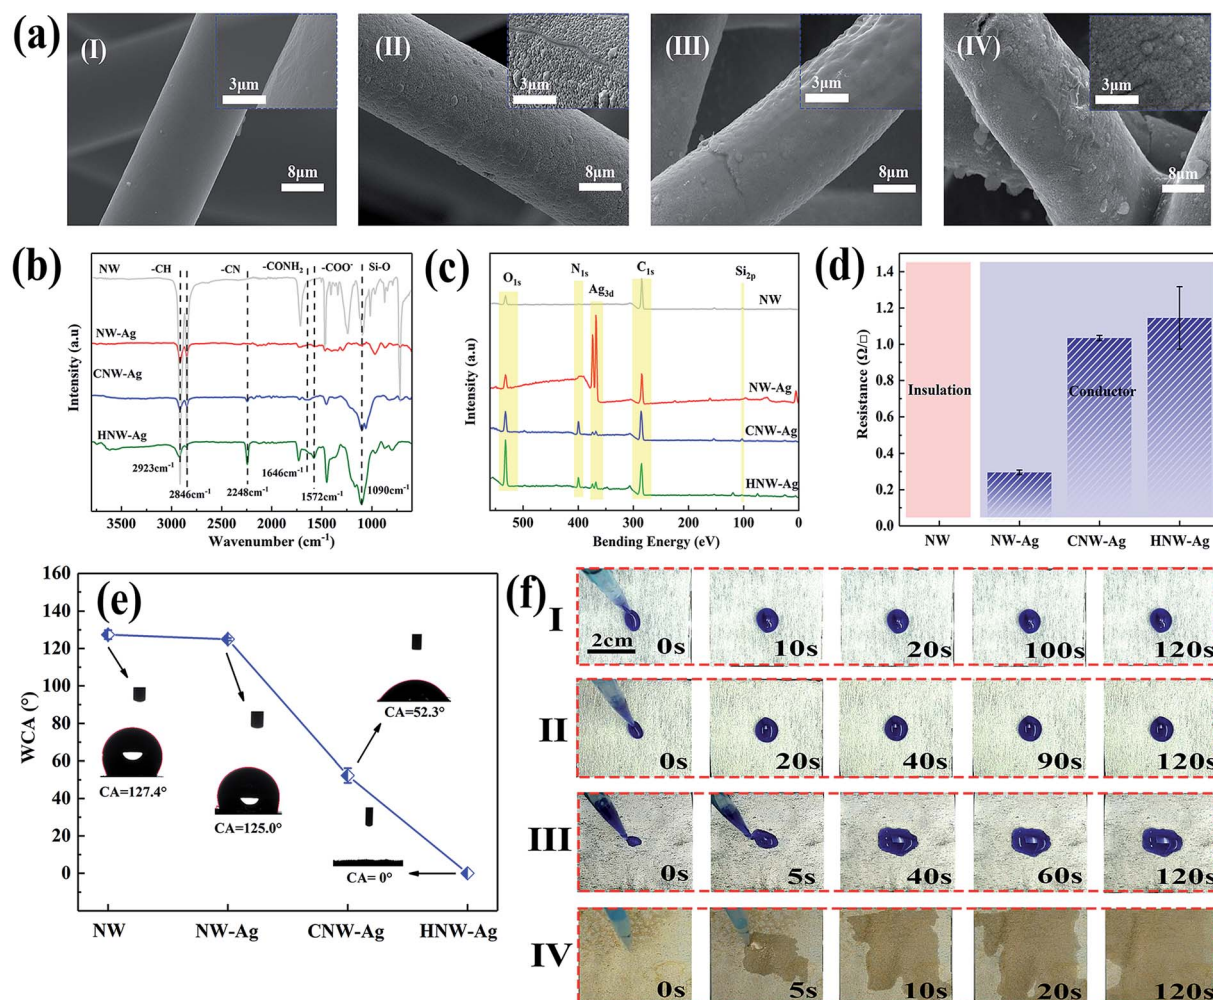 (a)
(I)
3µm
8µm
(II)
3µm
8µm
(III)
3µm
8µm
(IV)
3µm
8µm
(b)
NW
-CH
-CN
-CONH₂
-COO⁻
Si-O
NW-Ag
CNW-Ag
HNW-Ag
2923cm⁻¹
2846cm⁻¹
2248cm⁻¹
1646cm⁻¹
1572cm⁻¹
1090cm⁻¹
Intensity (a.u)
3500 3000 2500 2000 1500 1000
Wavenumber (cm⁻¹)
(c)
O₁ₛ
N₁ₛ
Ag₃d
C₁ₛ
Si₂p
NW
NW-Ag
CNW-Ag
HNW-Ag
Intensity (a.u)
500 400 300 200 100 0
Bending Energy (eV)
(d)
Resistance (Ω/□)
1.4
1.2
1.0
0.8
0.6
0.4
0.2
0.0
Insulation
Conductor
NW NW-Ag CNW-Ag HNW-Ag
(e)
WCA (°)
160
140
120
100
80
60
40
20
0
CA=127.4°
CA=125.0°
CA=52.3°
CA= 0°
NW NW-Ag CNW-Ag HNW-Ag
(f)
I
2cm
0s 10s 20s 100s 120s
II
0s 20s 40s 90s 120s
III
0s 5s 40s 60s 120s
IV
0s 5s 10s 20s 120s